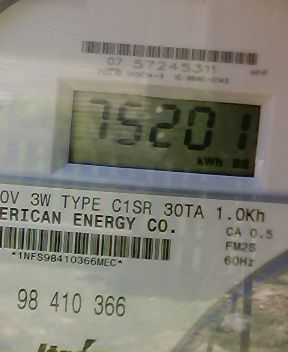 07 57245311
75201
kWh
0V 3W TYPE C1SR 30TA 1.0Kh
ERICAN ENERGY CO.
CA 0.5
FM2S
60Hz
*1NFS98410366MEC*
98 410 366